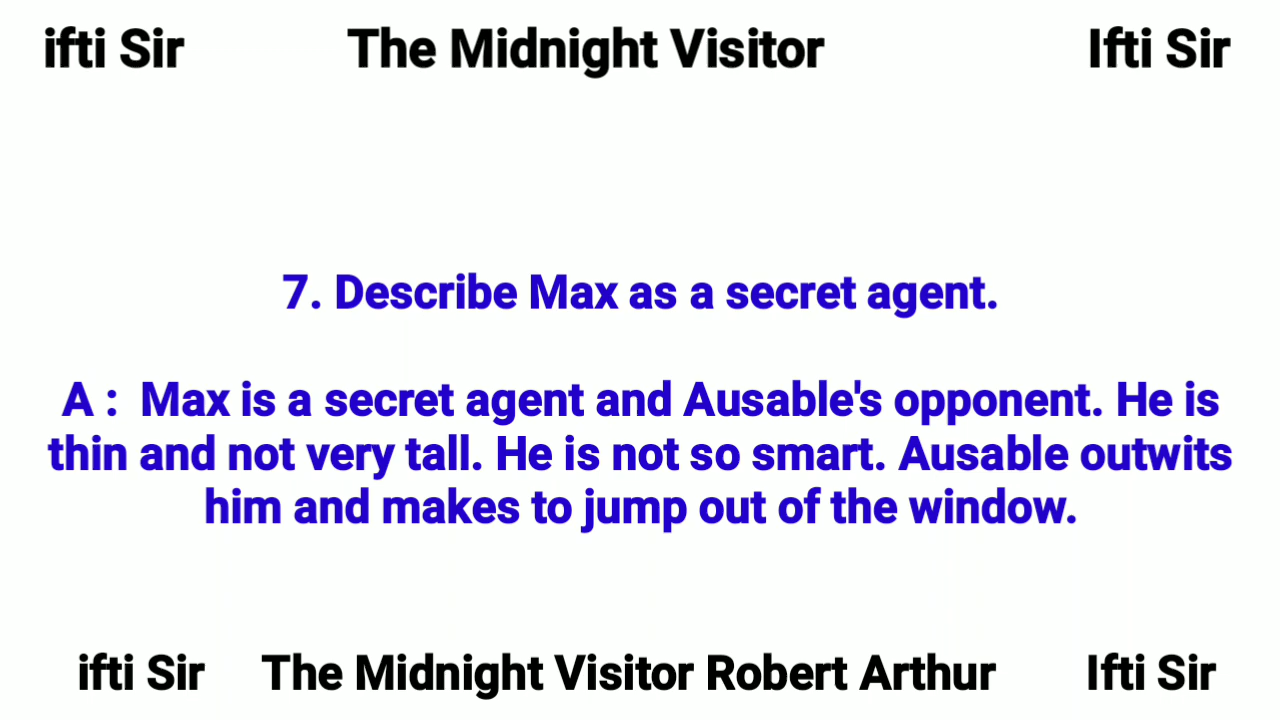 ifti Sir The Midnight Visitor Ifti Sir
7. Describe Max as a secret agent.
A : Max is a secret agent and Ausable's opponent. He is
thin and not very tall. He is not so smart. Ausable outwits
him and makes to jump out of the window.
ifti Sir The Midnight Visitor Robert Arthur Ifti Sir